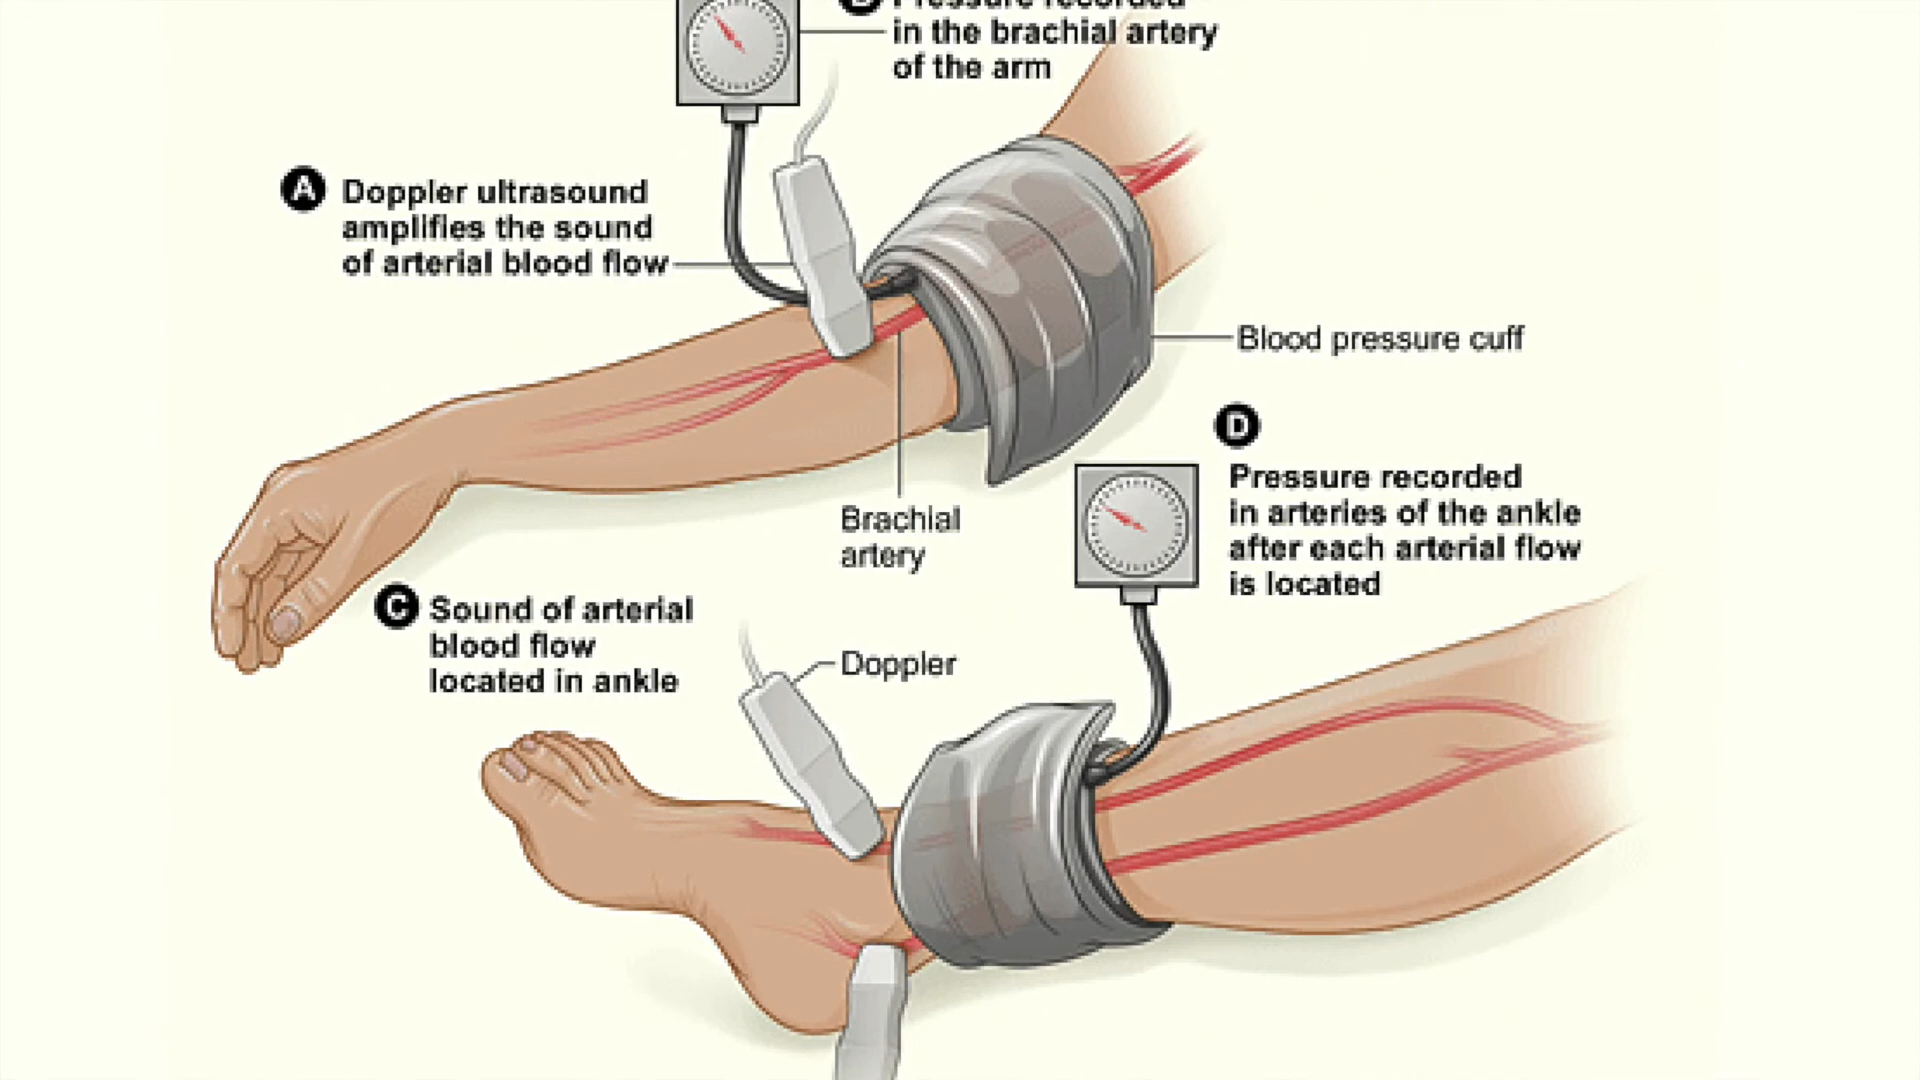 B Pressure recorded
in the brachial artery
of the arm
A Doppler ultrasound
amplifies the sound
of arterial blood flow
Blood pressure cuff
Brachial
artery
D
Pressure recorded
in arteries of the ankle
after each arterial flow
is located
C Sound of arterial
blood flow
located in ankle
Doppler